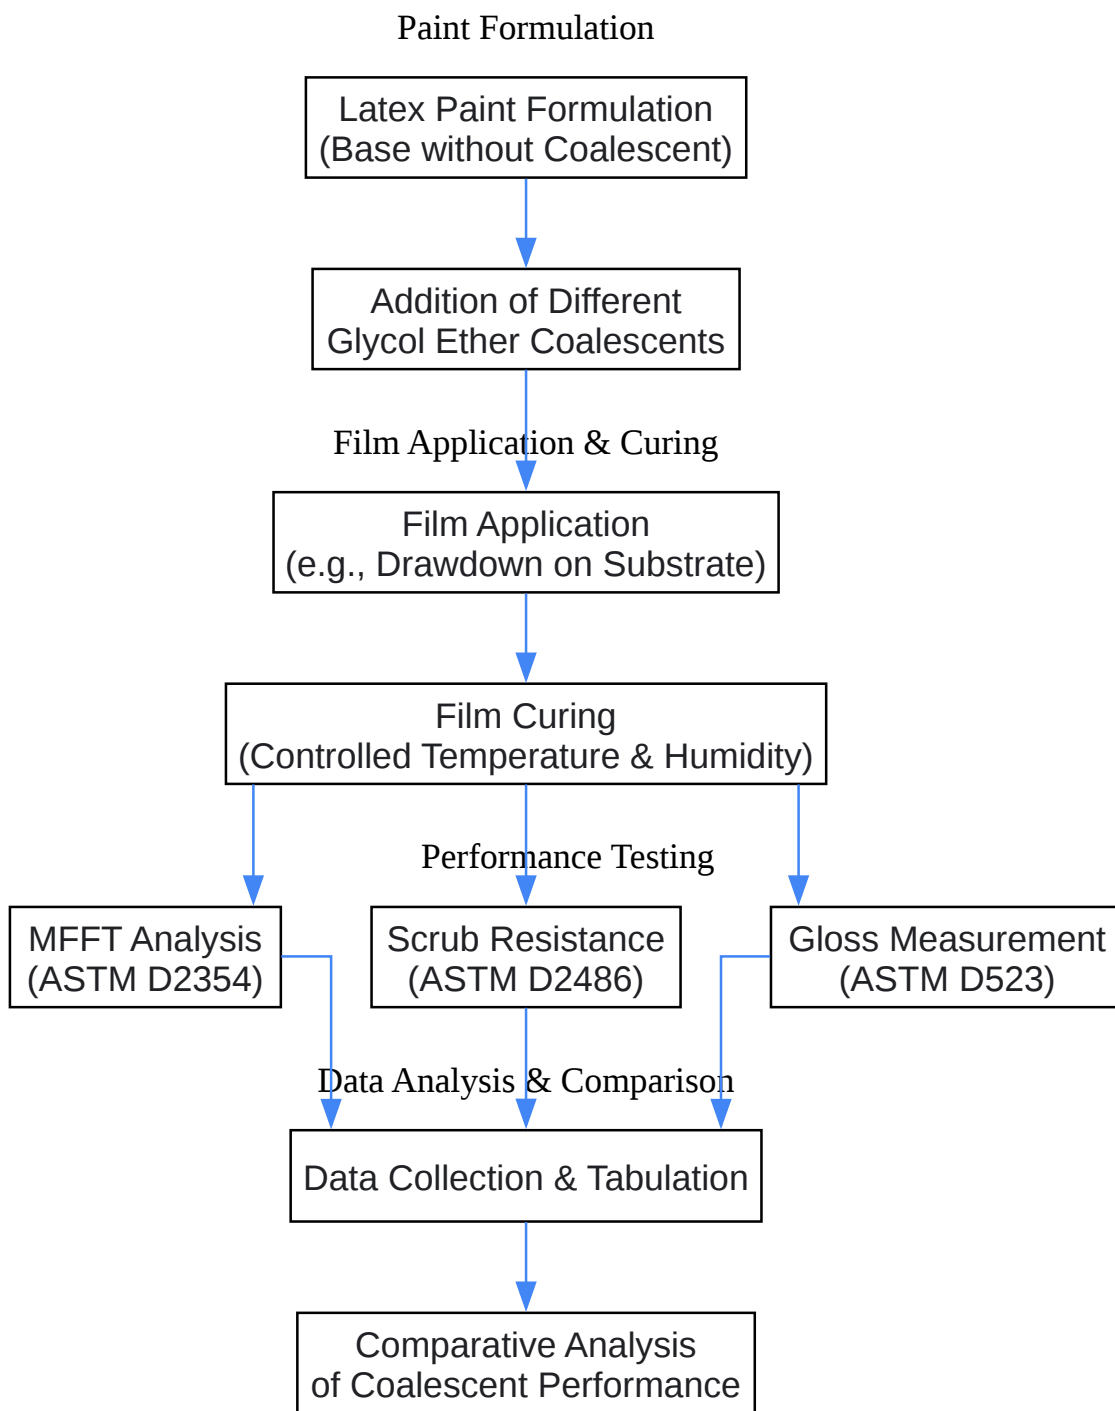 Paint Formulation
Latex Paint Formulation
(Base without Coalescent)
Addition of Different
Glycol Ether Coalescents
Film Application & Curing
Film Application
(e.g., Drawdown on Substrate)
Film Curing
(Controlled Temperature & Humidity)
Performance Testing
MFFT Analysis
(ASTM D2354)
Scrub Resistance
(ASTM D2486)
Gloss Measurement
(ASTM D523)
Data Analysis & Comparison
Data Collection & Tabulation
Comparative Analysis
of Coalescent Performance